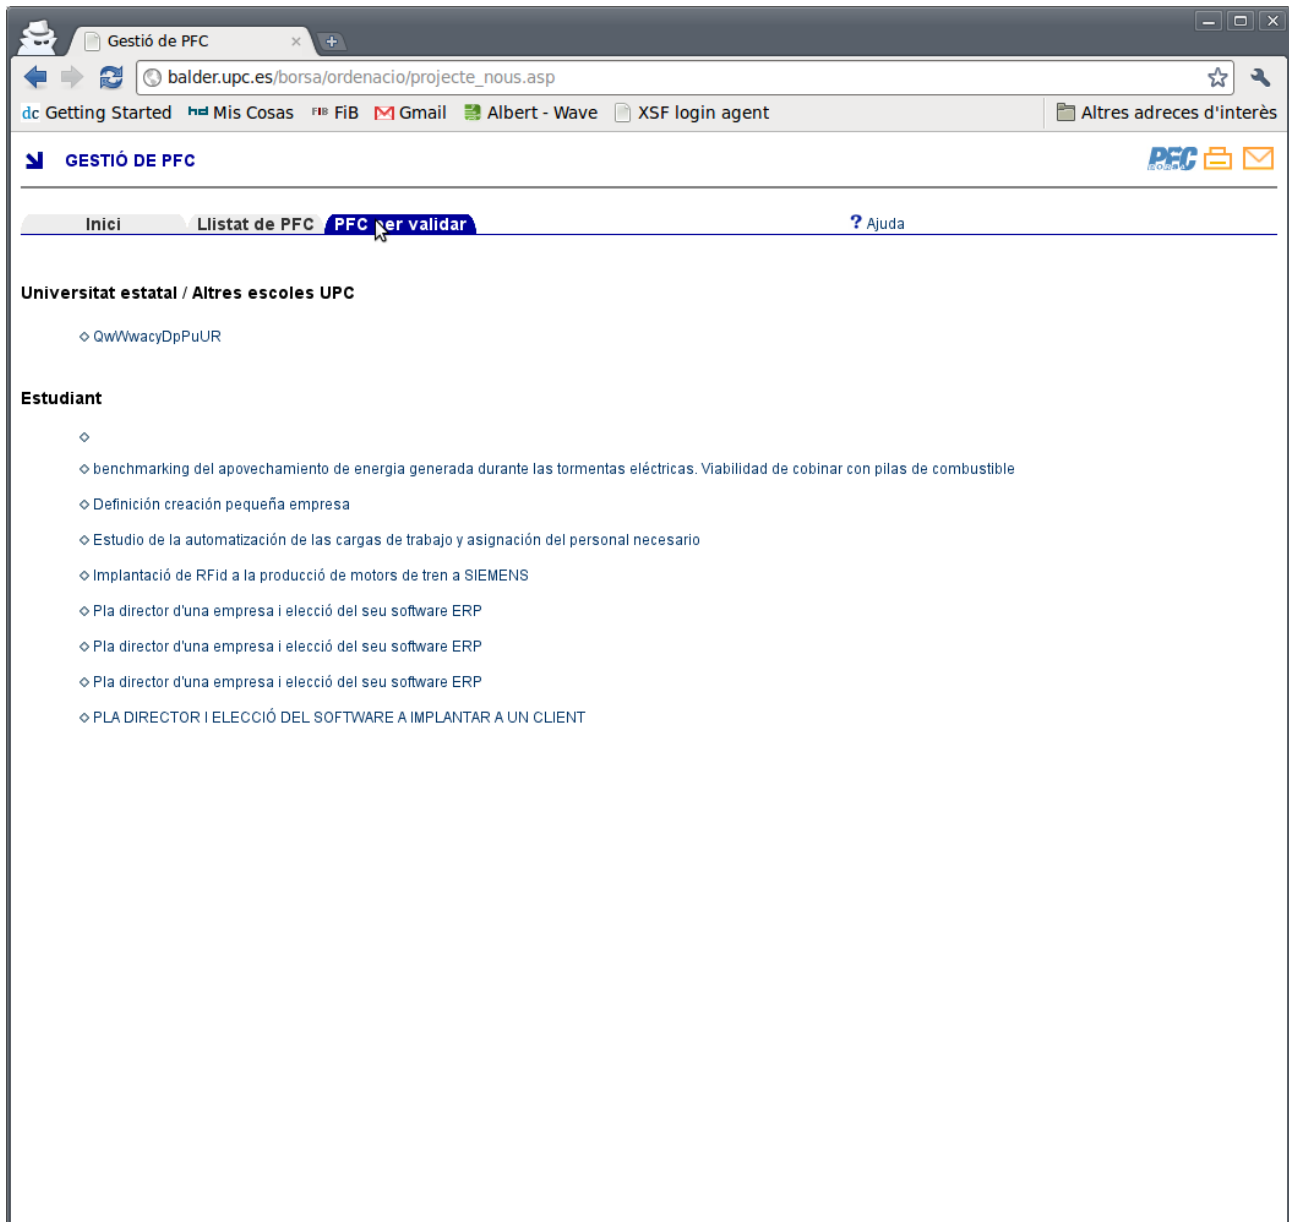 Gestió de PFC
balder.upc.es/borsa/ordenacio/projecte_nous.asp
dc Getting Started hd Mis Cosas FIB FiB Gmail Albert - Wave XSF login agent Altres adreces d'interès
GESTIÓ DE PFC PFC BORSA
Inici Llistat de PFC PFC per validar ? Ajuda
Universitat estatal / Altres escoles UPC
QwWwacyDpPuUR
Estudiant
benchmarking del apovechamiento de energia generada durante las tormentas eléctricas. Viabilidad de cobinar con pilas de combustible
Definición creación pequeña empresa
Estudio de la automatización de las cargas de trabajo y asignación del personal necesario
Implantació de RFid a la producció de motors de tren a SIEMENS
Pla director d'una empresa i elecció del seu software ERP
Pla director d'una empresa i elecció del seu software ERP
Pla director d'una empresa i elecció del seu software ERP
PLA DIRECTOR I ELECCIÓ DEL SOFTWARE A IMPLANTAR A UN CLIENT